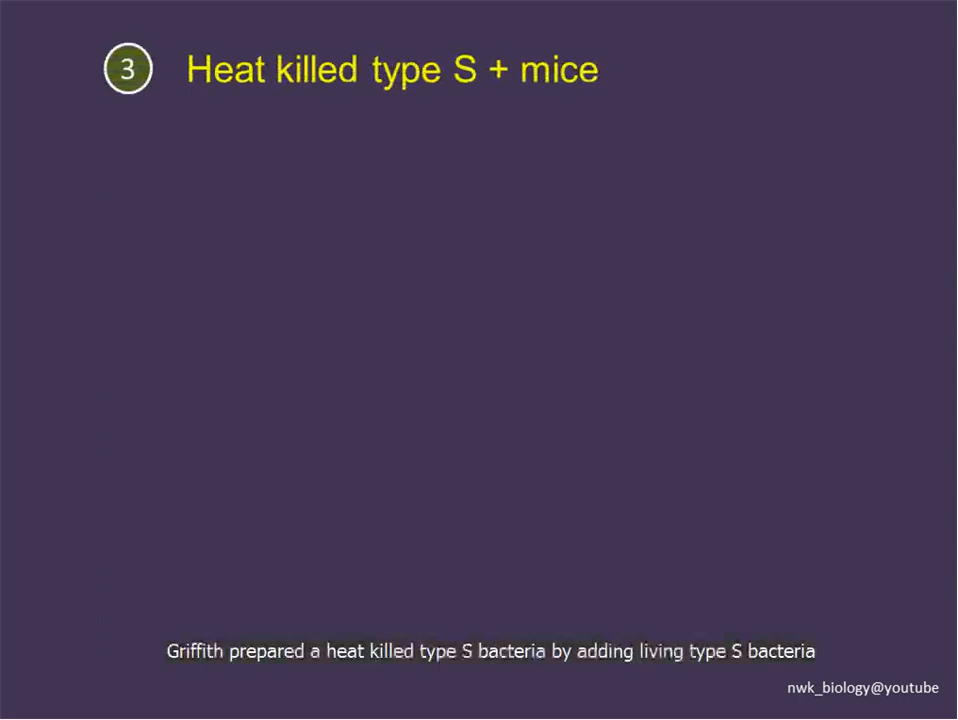 3 Heat killed type S + mice
Griffith prepared a heat killed type S bacteria by adding living type S bacteria
nwk_biology@youtube